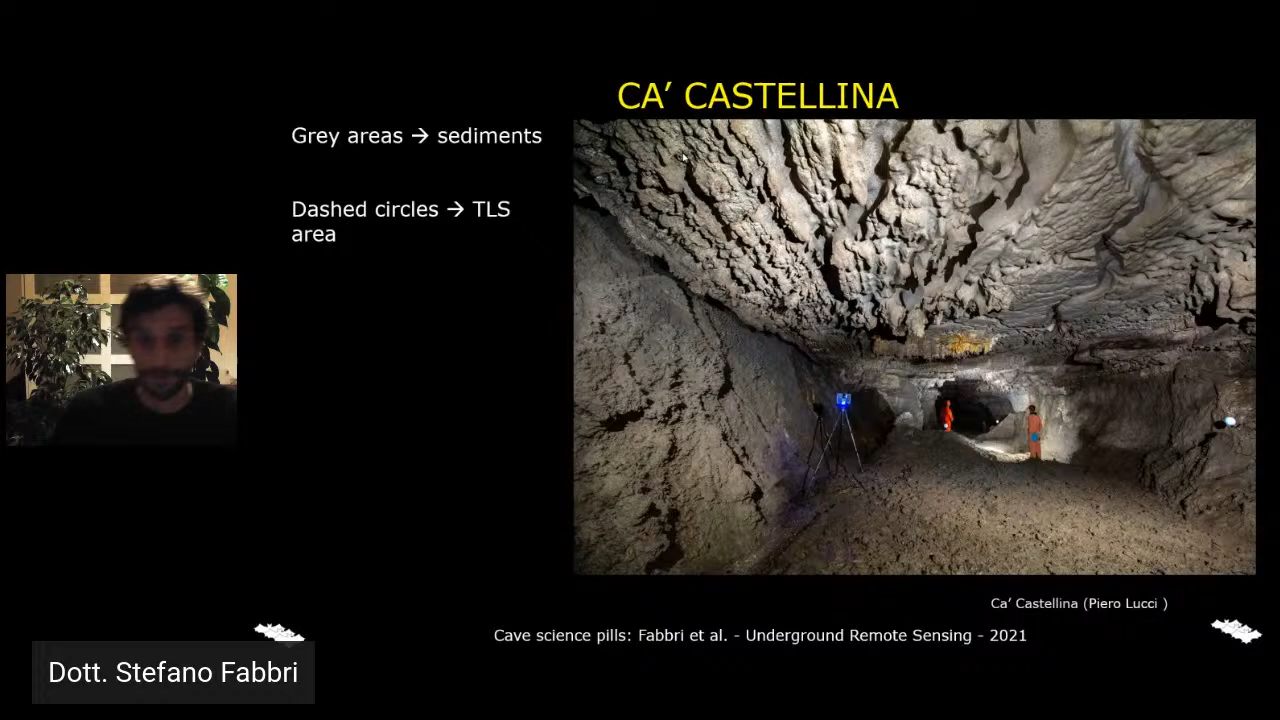 CA’ CASTELLINA
Grey areas → sediments
Dashed circles → TLS
area
Ca’ Castellina (Piero Lucci )
Cave science pills: Fabbri et al. - Underground Remote Sensing - 2021
Dott. Stefano Fabbri